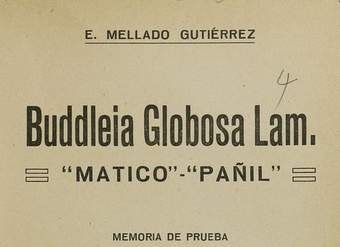 E. MELLADO GUTIÉRREZ
4
Buddleia Globosa Lam.
"MATICO"-"PAÑIL"
MEMORIA DE PRUEBA